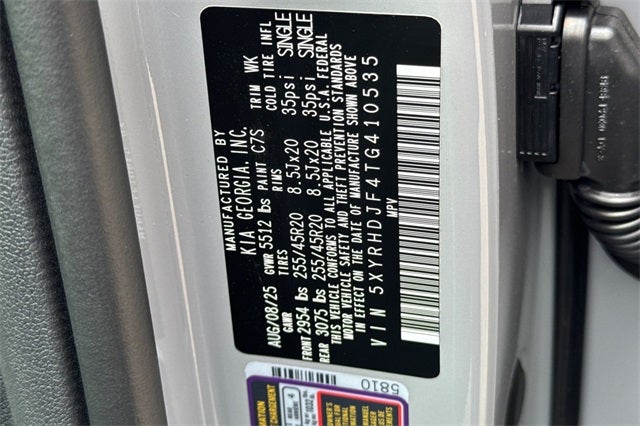 MANUFACTURED BY
KIA GEORGIA. INC.
AUG/08/25 GVWR 5512 lbs PAINT C/S TRIM WK
GAWR TIRES RIMS COLD TIRE INFL
FRONT 2954 lbs 255/45R20 8.5Jx20 35psi SINGLE
REAR 3075 lbs 255/45R20 8.5Jx20 35psi SINGLE
THIS VEHICLE CONFORMS TO ALL APPLICABLE U.S.A. FEDERAL
MOTOR VEHICLE SAFETY AND THEFT PREVENTION STANDARDS
IN EFFECT ON THE DATE OF MANUFACTURE SHOWN ABOVE
VIN 5XYRHDJF4TG410535
MPV
5810